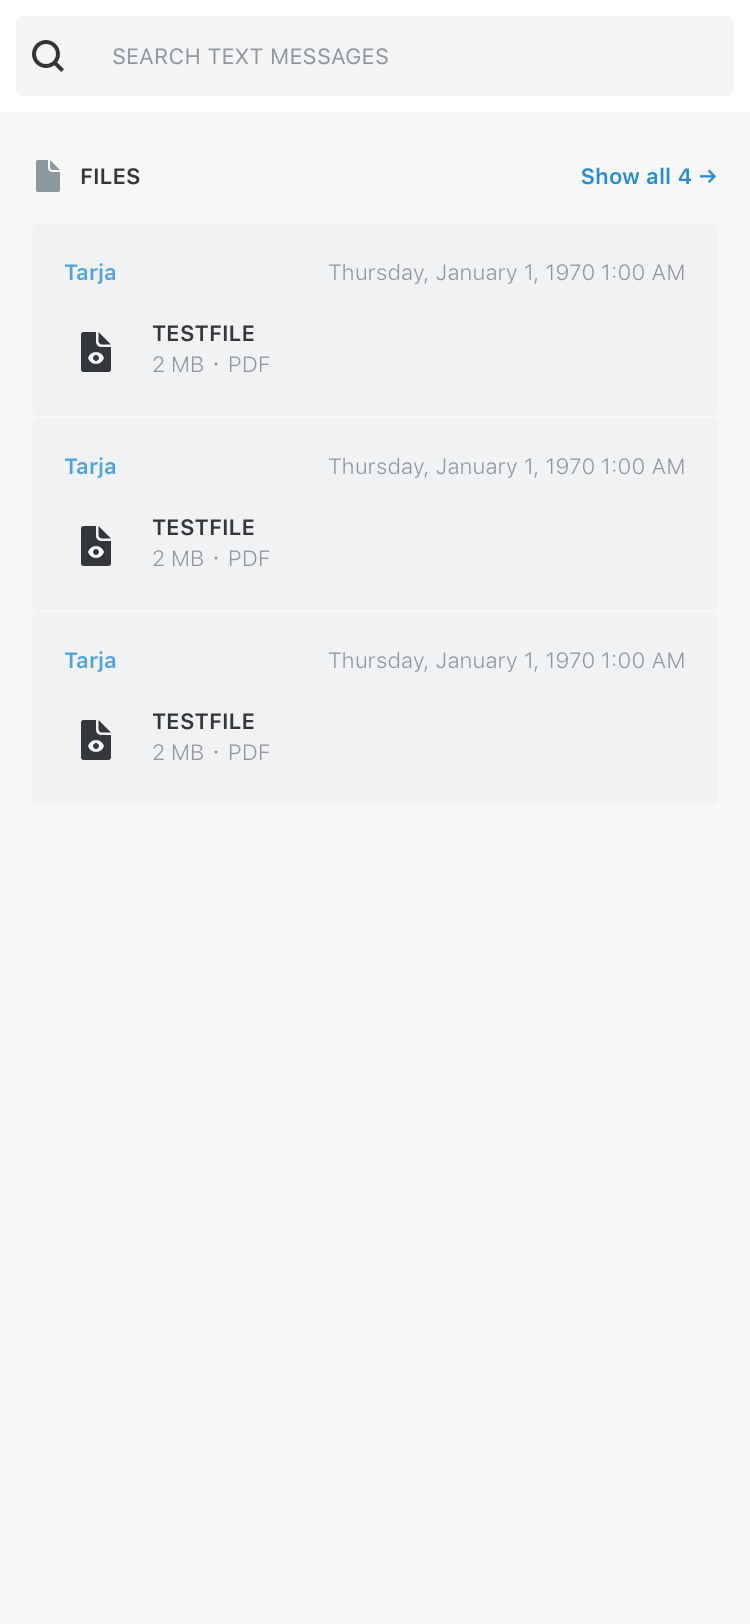 SEARCH TEXT MESSAGES
FILES Show all 4 →
Tarja Thursday, January 1, 1970 1:00 AM
TESTFILE
2 MB · PDF
Tarja Thursday, January 1, 1970 1:00 AM
TESTFILE
2 MB · PDF
Tarja Thursday, January 1, 1970 1:00 AM
TESTFILE
2 MB · PDF